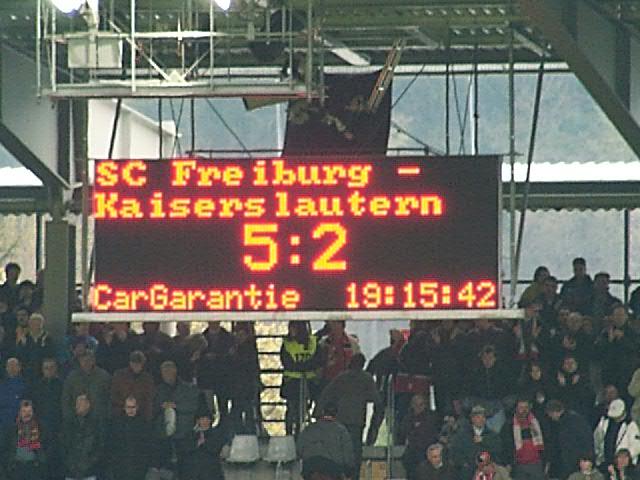 SC Freiburg -
Kaiserslautern
5:2
CarGarantie 19:15:42